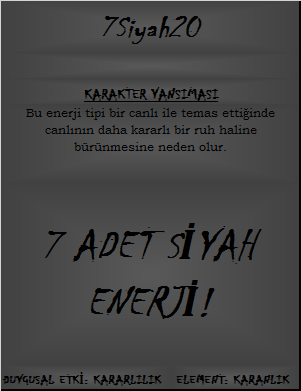 7Siyah20
KARAKTER YANSIMASI
Bu enerji tipi bir canlı ile temas ettiğinde
canlının daha kararlı bir ruh haline
bürünmesine neden olur.
7 ADET SİYAH
ENERJİ!
DUYGUSAL ETKİ: KARARLILIK ELEMENT: KARANLIK